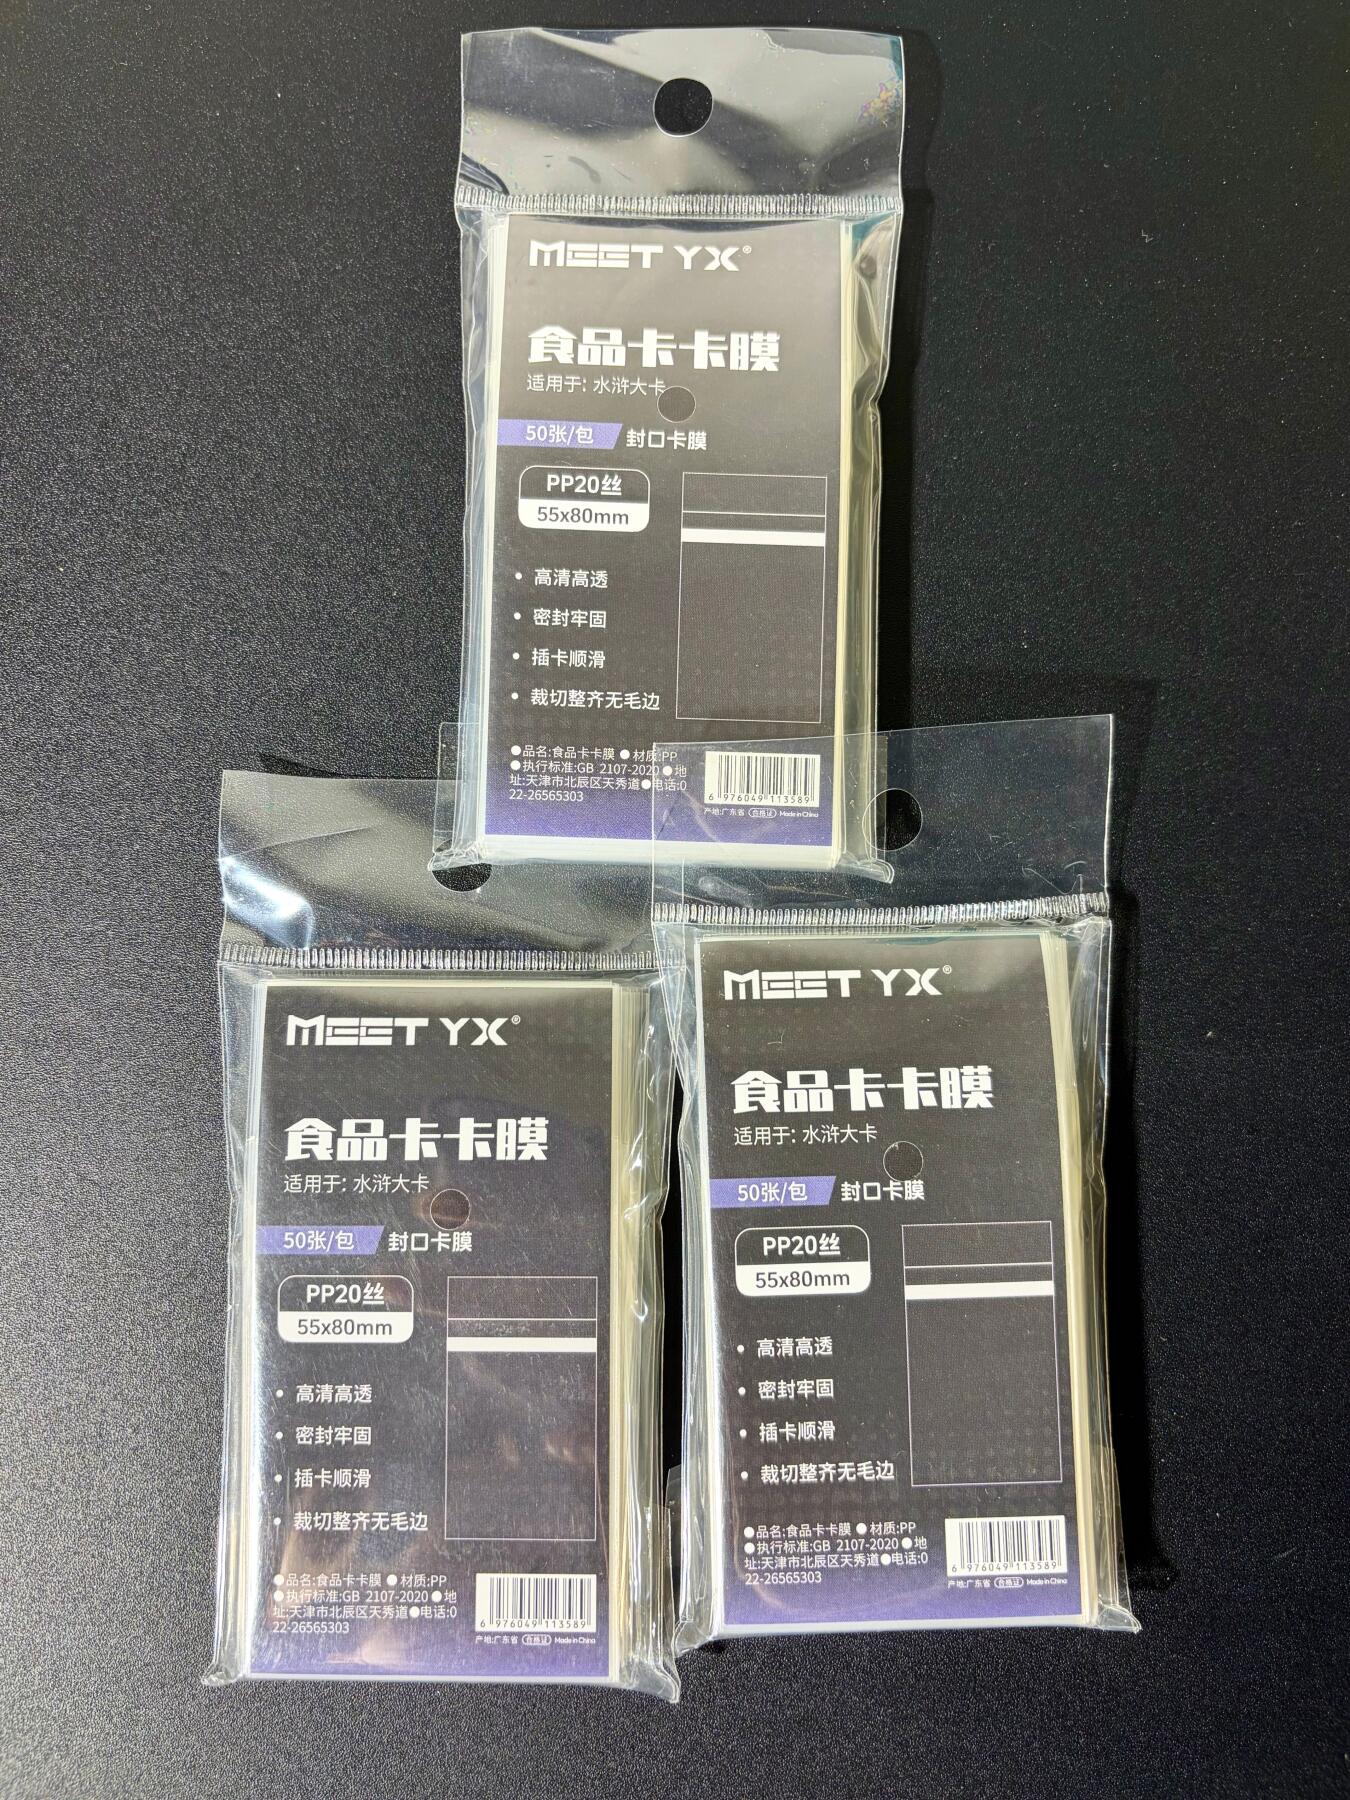 MEET YX®
食品卡卡膜
适用于: 水浒大卡
50张/包 封口卡膜
PP20丝
55x80mm
• 高清高透
• 密封牢固
• 插卡顺滑
• 裁切整齐无毛边
●品名:食品卡卡膜 ●材质:PP
●执行标准:GB 2107-2020 ●地
址:天津市北辰区天秀道●电话:0
22-26565303
6 976049 113589
产地:广东省 合格证 Made in China
MEET YX®
食品卡卡膜
适用于: 水浒大卡
50张/包 封口卡膜
PP20丝
55x80mm
• 高清高透
• 密封牢固
• 插卡顺滑
• 裁切整齐无毛边
●品名:食品卡卡膜 ●材质:PP
●执行标准:GB 2107-2020 ●地
址:天津市北辰区天秀道●电话:0
22-26565303
6 976049 113589
产地:广东省 合格证 Made in China
MEET YX®
食品卡卡膜
适用于: 水浒大卡
50张/包 封口卡膜
PP20丝
55x80mm
• 高清高透
• 密封牢固
• 插卡顺滑
• 裁切整齐无毛边
●品名:食品卡卡膜 ●材质:PP
●执行标准:GB 2107-2020 ●地
址:天津市北辰区天秀道●电话:0
22-26565303
6 976049 113589
产地:广东省 合格证 Made in China